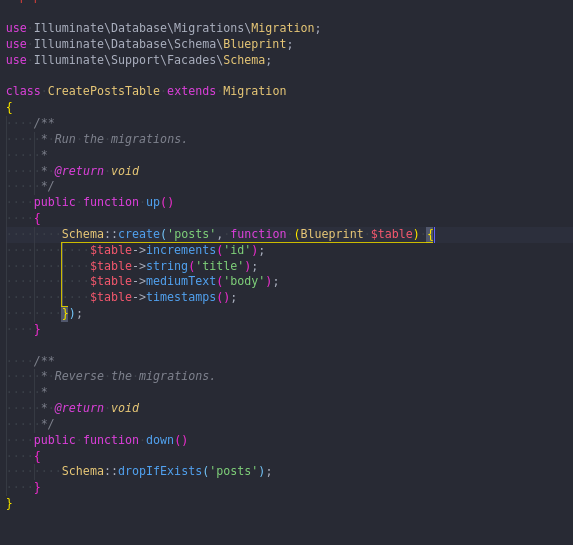 use Illuminate\Database\Migrations\Migration;
use Illuminate\Database\Schema\Blueprint;
use Illuminate\Support\Facades\Schema;

class CreatePostsTable extends Migration
{
    /**
     * Run the migrations.
     *
     * @return void
     */
    public function up()
    {
        Schema::create('posts', function (Blueprint $table) {
            $table->increments('id');
            $table->string('title');
            $table->mediumText('body');
            $table->timestamps();
        });
    }

    /**
     * Reverse the migrations.
     *
     * @return void
     */
    public function down()
    {
        Schema::dropIfExists('posts');
    }
}